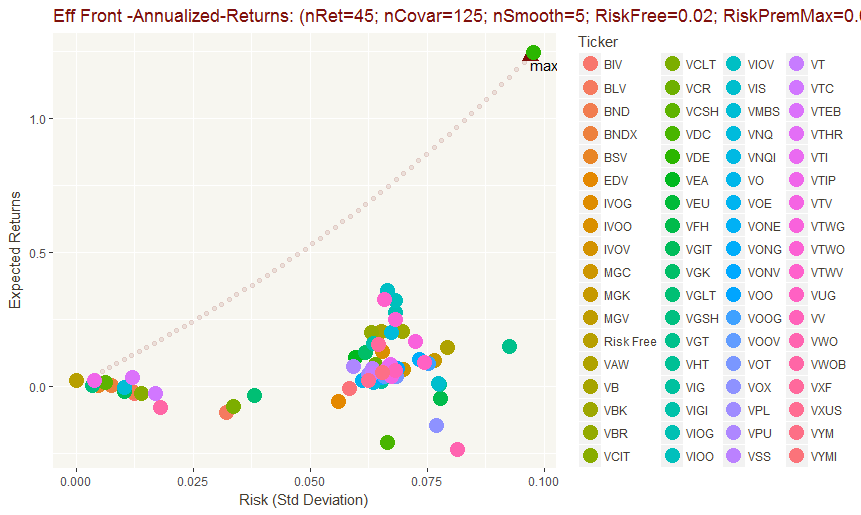 Eff Front -Annualized-Returns: (nRet=45; nCovar=125; nSmooth=5; RiskFree=0.02; RiskPremMax=0.
Expected Returns
1.0
0.5
0.0
max
0.000 0.025 0.050 0.075 0.100
Risk (Std Deviation)
Ticker
BIV VCLT VIOV VT
BLV VCR VIS VTC
BND VCSH VMBS VTEB
BNDX VDC VNQ VTHR
BSV VDE VNQI VTI
EDV VEA VO VTIP
IVOG VEU VOE VTV
IVOO VFH VONE VTWG
IVOV VGIT VONG VTWO
MGC VGK VONV VTWV
MGK VGLT VOO VUG
MGV VGSH VOOG VV
Risk Free VGT VOOV VWO
VAW VHT VOT VWOB
VB VIG VOX VXF
VBK VIGI VPL VXUS
VBR VIOG VPU VYM
VCIT VIOO VSS VYMI